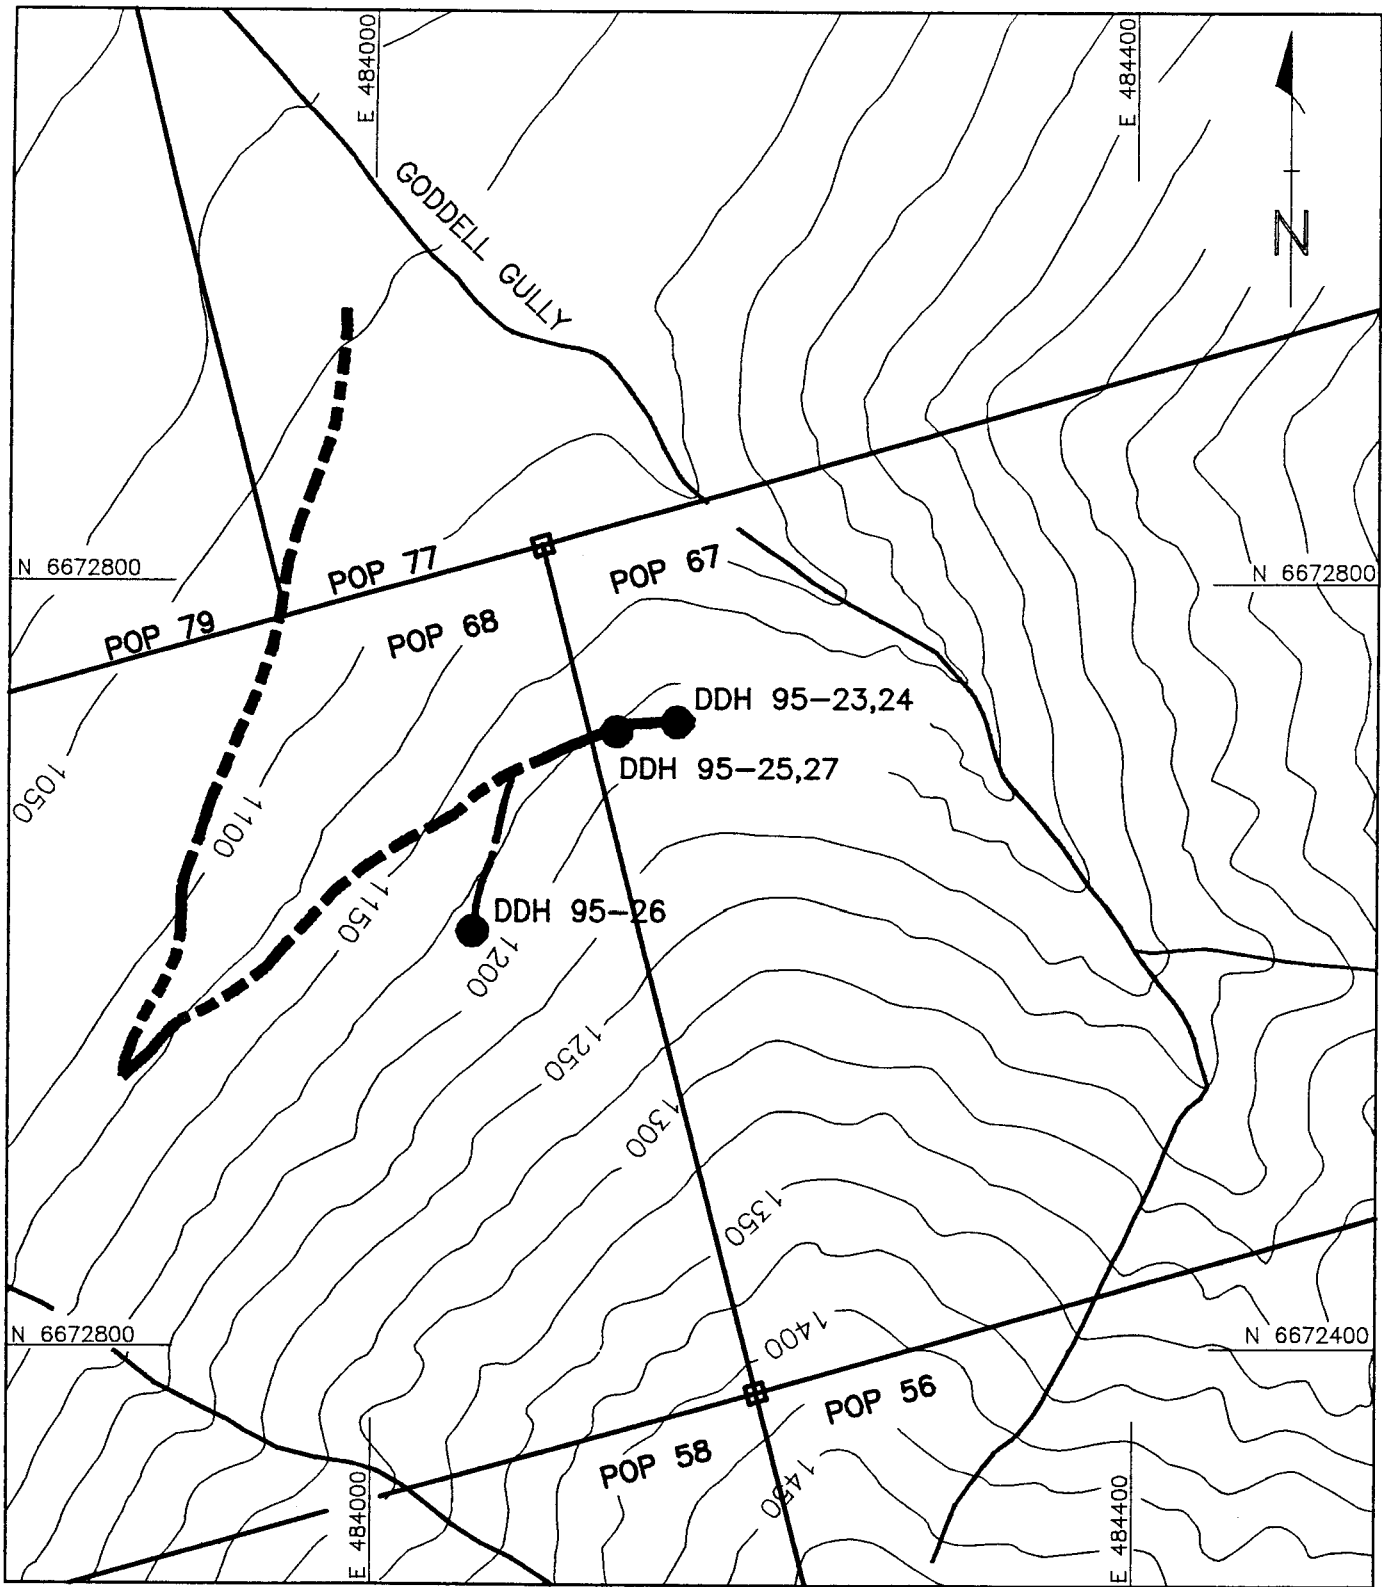 E 484000
E 484400
GODDELL GULLY
N
N 6672800
N 6672800
POP 77
POP 67
POP 79
POP 68
DDH 95-23,24
DDH 95-25,27
1050
1100
1150
DDH 95-26
1200
1250
1300
1350
N 6672800
N 6672400
1400
POP 56
POP 58
1450
E 484000
E 484400